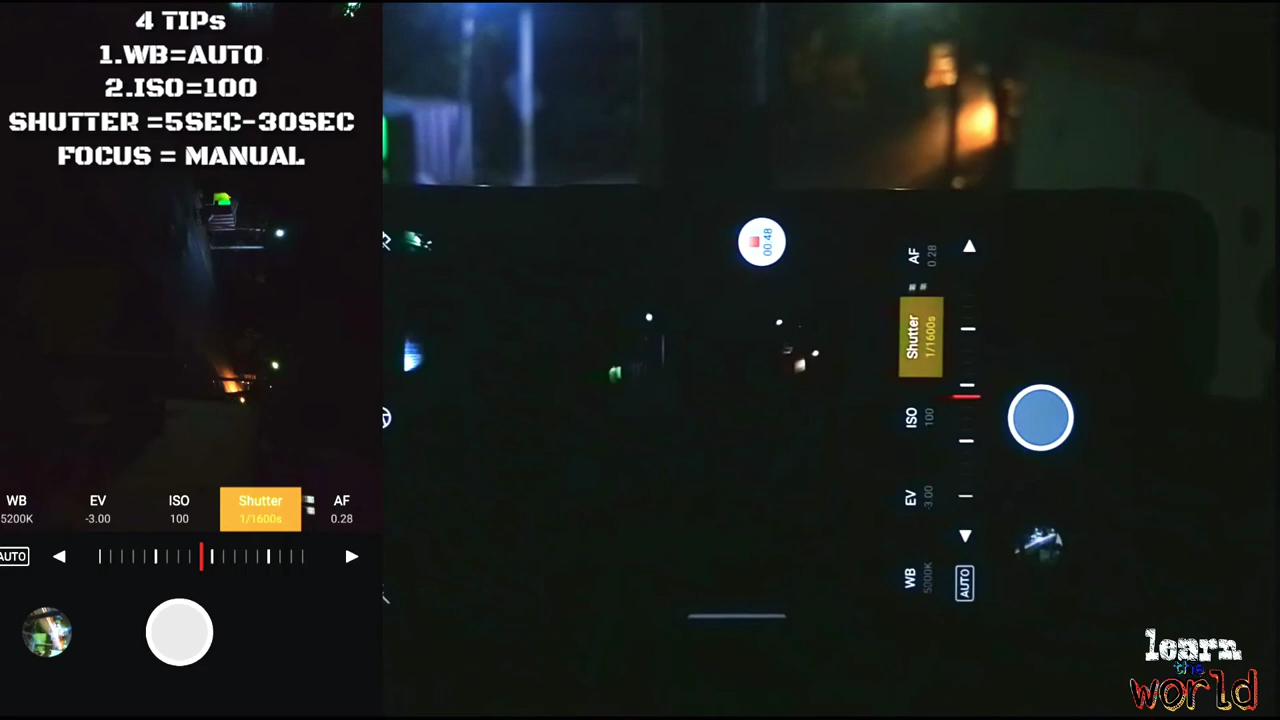 4 TIPs
1.WB=AUTO
2.ISO=100
SHUTTER =5SEC-30SEC
FOCUS = MANUAL
WB
5200K
EV
-3.00
ISO
100
Shutter
1/1600s
AF
0.28
AUTO
00:48
AF
0.28
Shutter
1/1600s
ISO
100
EV
-3.00
WB
5000K
AUTO
learn
the
world